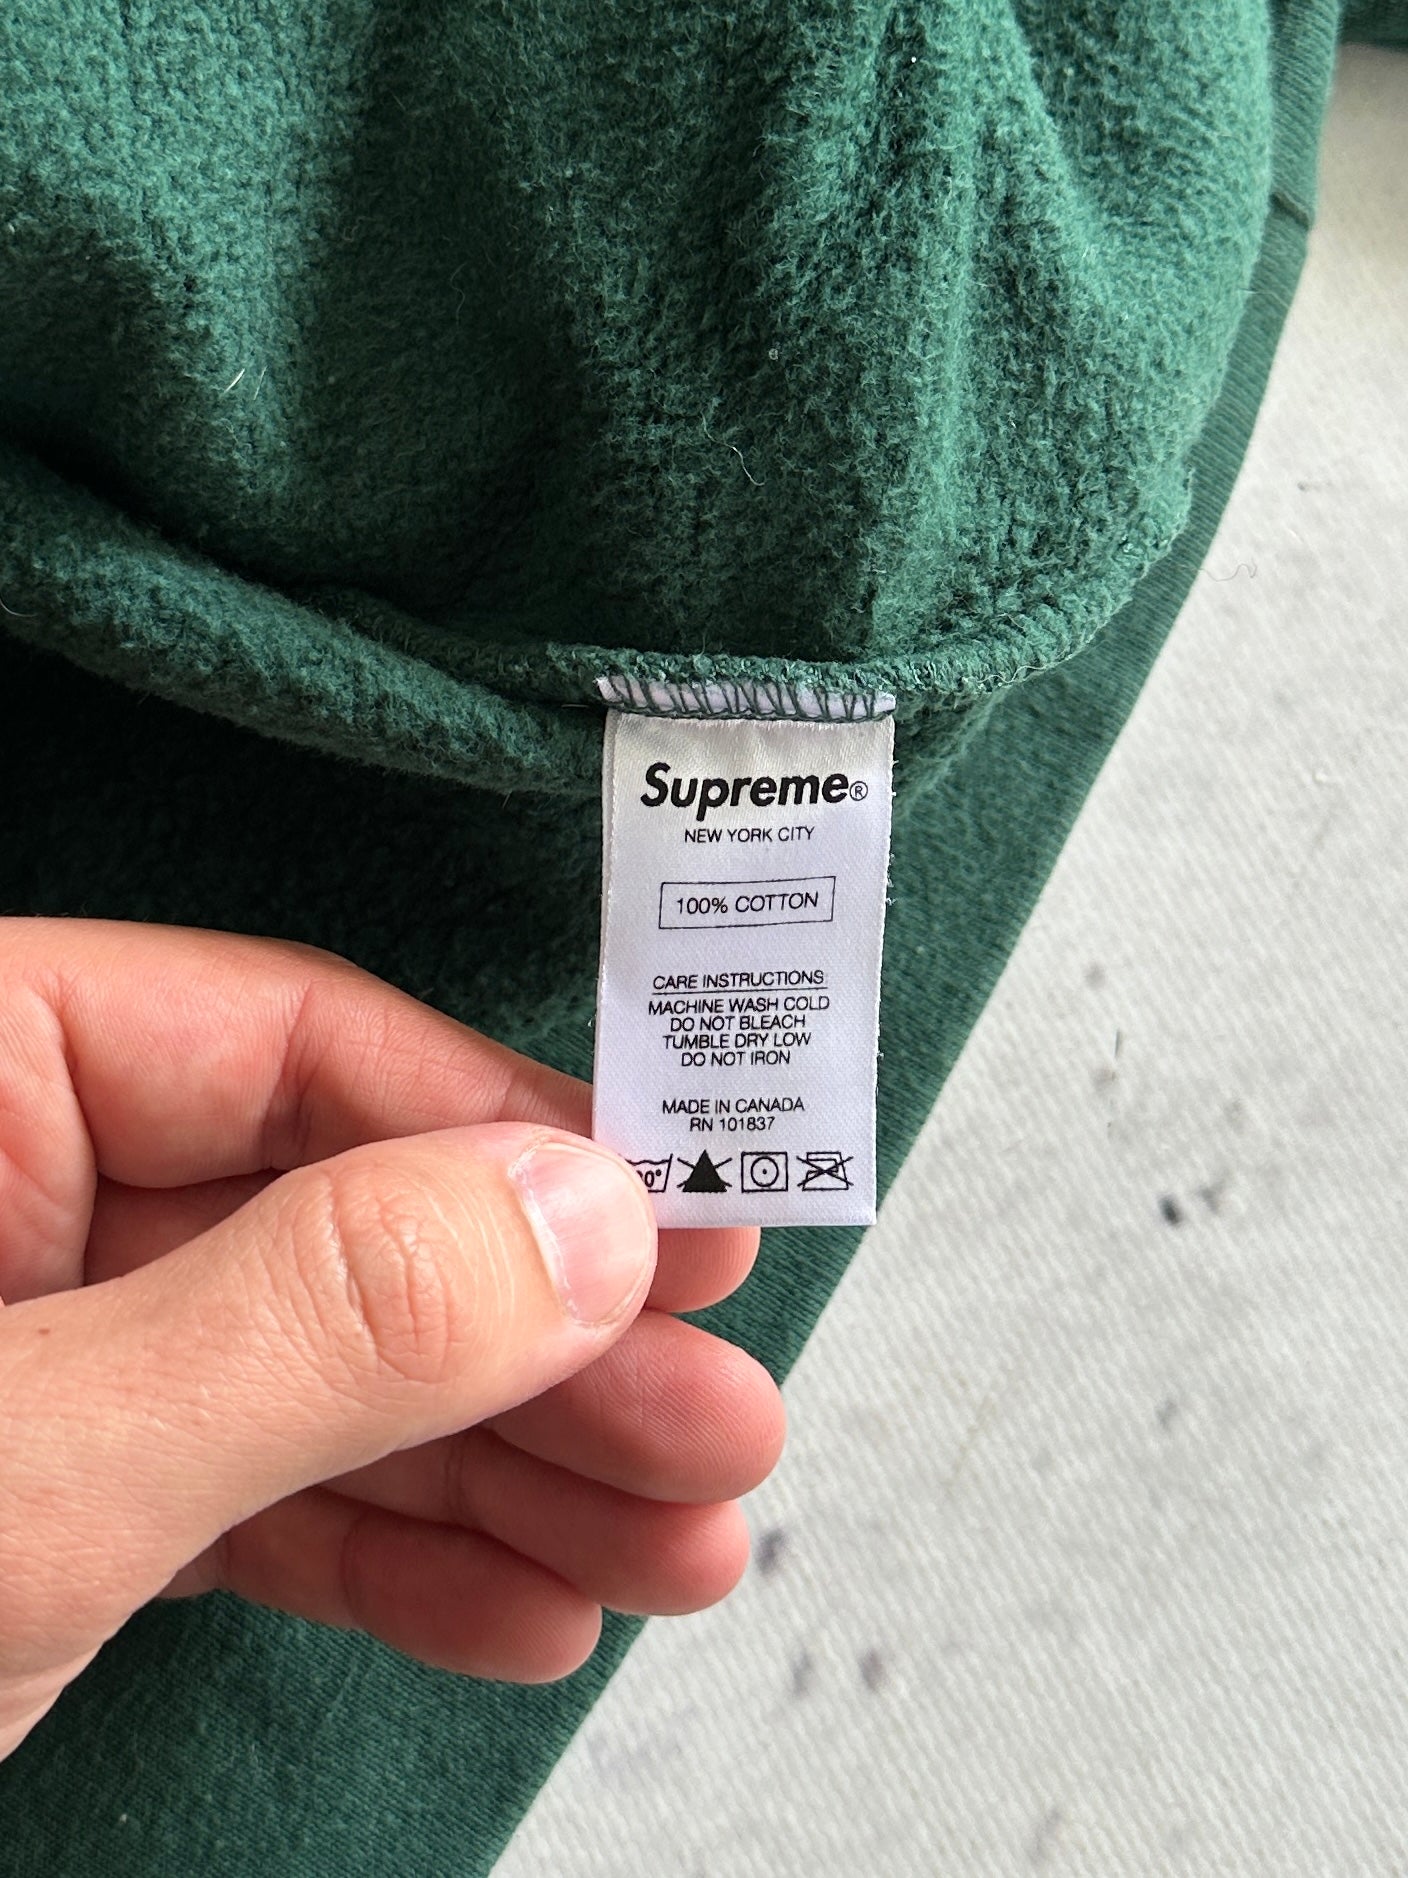 Supreme®
NEW YORK CITY
100% COTTON
CARE INSTRUCTIONS:
MACHINE WASH COLD
DO NOT BLEACH
TUMBLE DRY LOW
DO NOT IRON
MADE IN CANADA
RN 101837